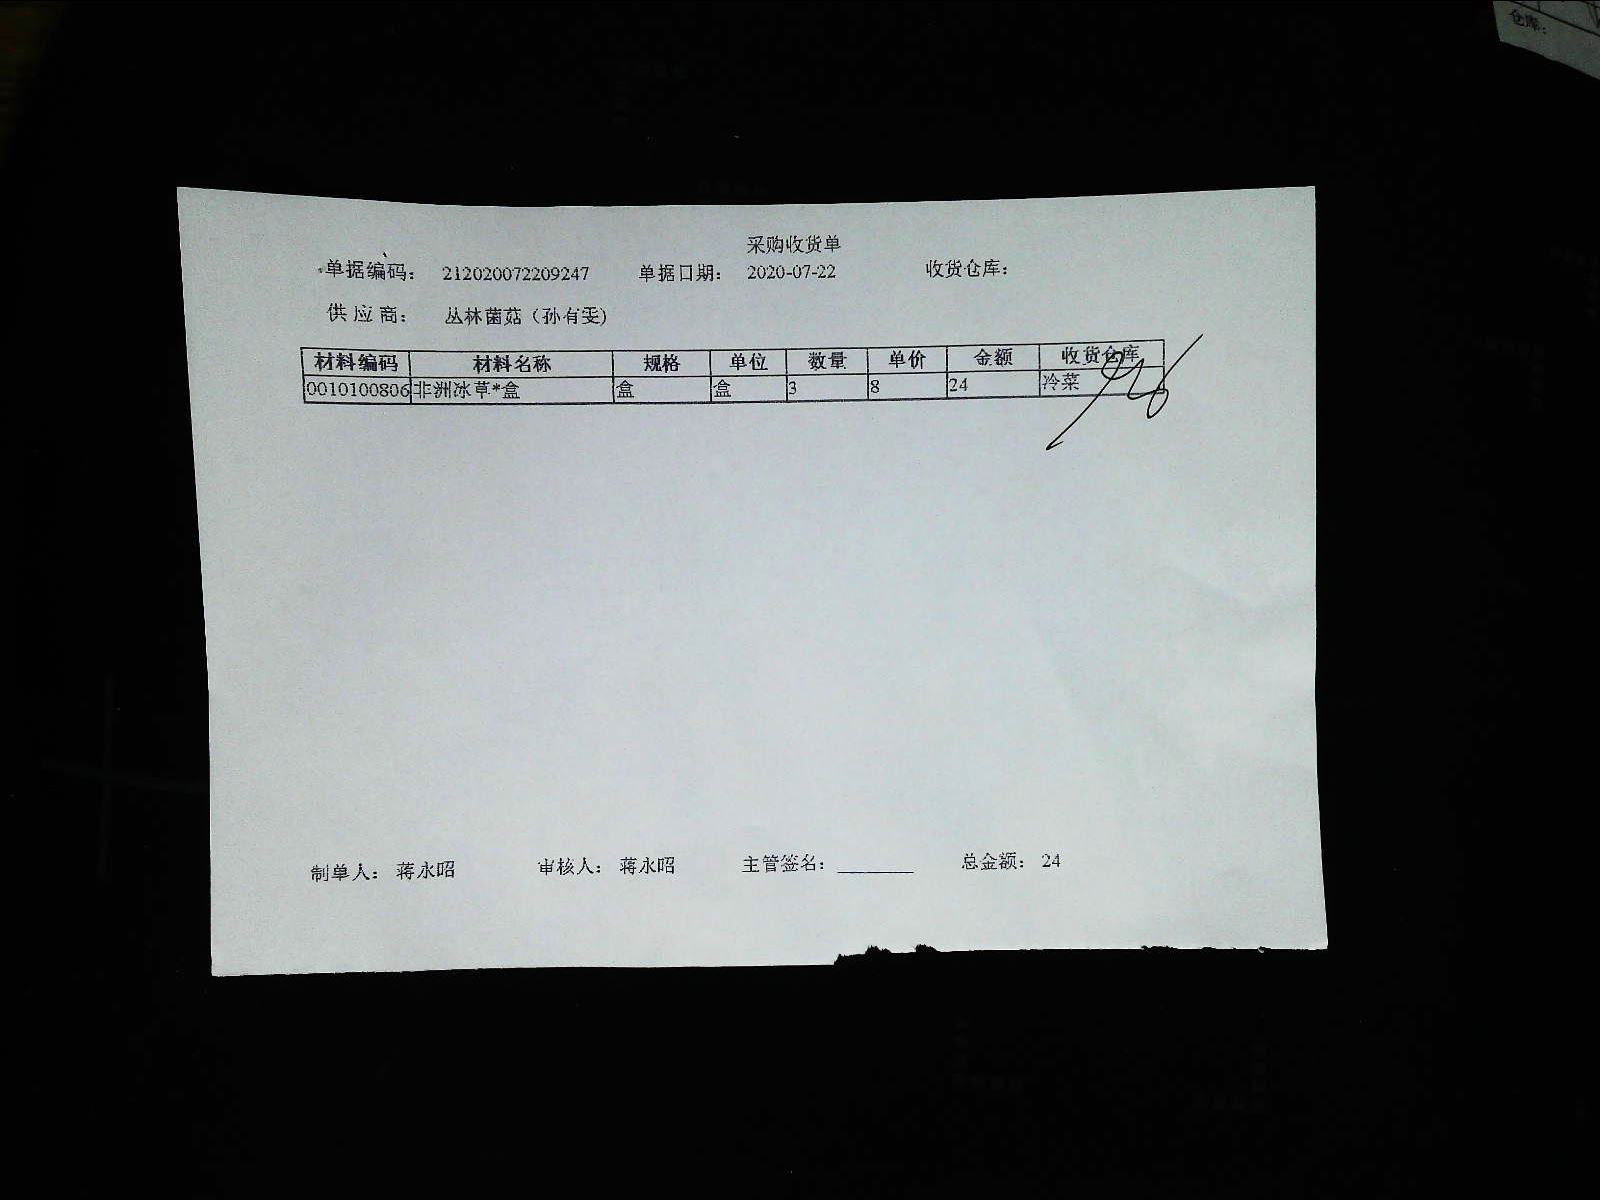 仓库：
采购收货单
单据编码： 212020072209247 单据日期： 2020-07-22 收货仓库：
供应商： 丛林菌菇（孙有雯)
材料编码 材料名称 规格 单位 数量 单价 金额 收货仓库
0010100806 非洲冰草*盒 盒 盒 3 8 24 冷菜
制单人： 蒋永昭 审核人： 蒋永昭 主管签名： 总金额： 24